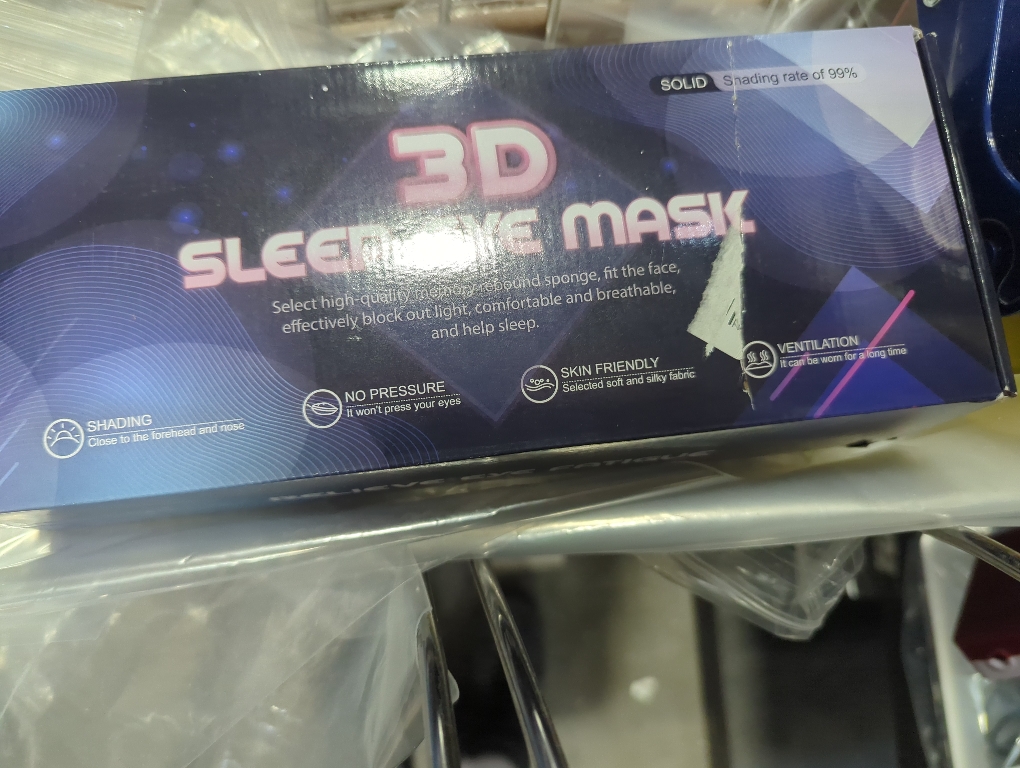 SOLID Shading rate of 99%
3D
SLEEP EYE MASK
Select high-quality memory rebound sponge, fit the face,
effectively block out light, comfortable and breathable,
and help sleep.
SHADING
Close to the forehead and nose
NO PRESSURE
It won't press your eyes
SKIN FRIENDLY
Selected soft and silky fabric
VENTILATION
It can be worn for a long time
RELIEVE EYE FATIGUE